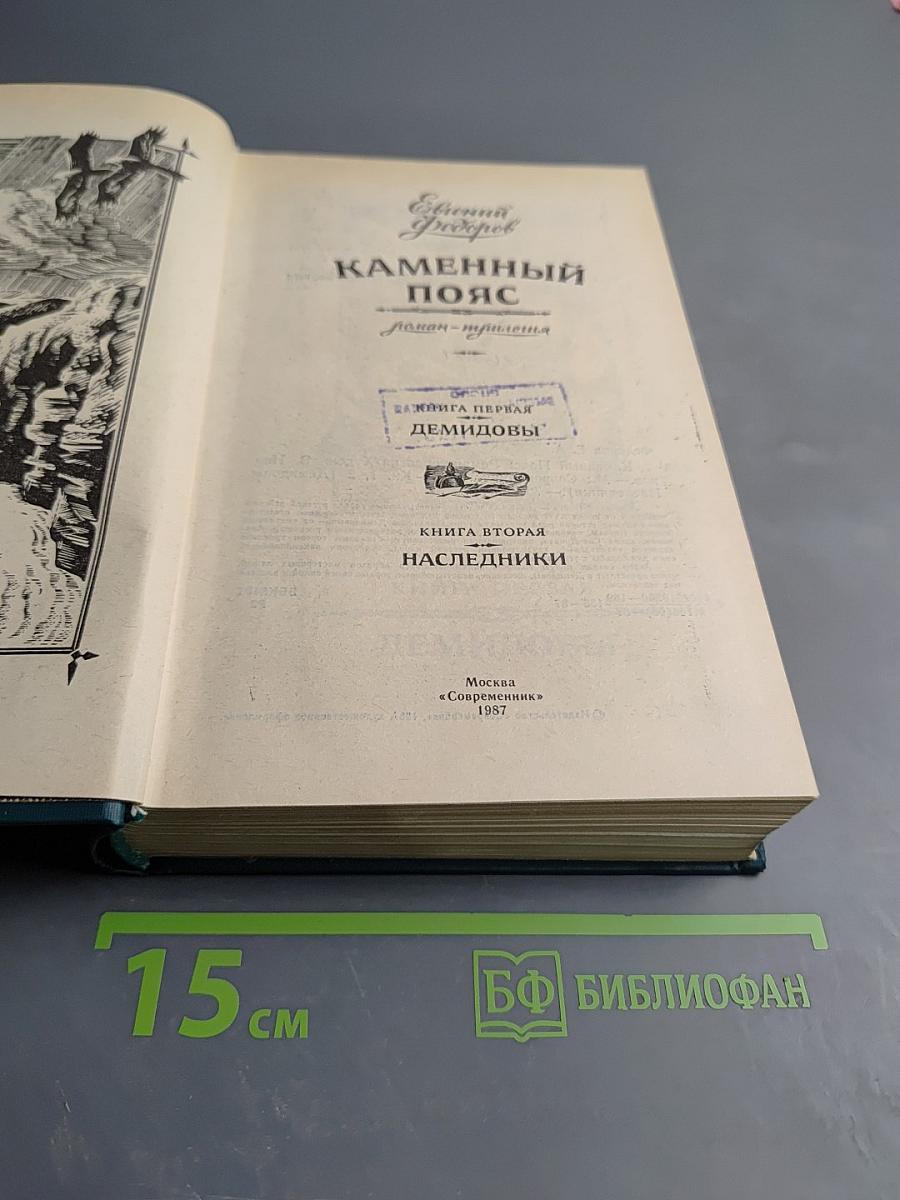 Евгений
Федоров
КАМЕННЫЙ
ПОЯС
роман-трилогия
КНИГА ПЕРВАЯ
ДЕМИДОВЫ
КНИГА ВТОРАЯ
НАСЛЕДНИКИ
Москва
«Современник»
1987
15 см
БФ БИБЛИОФАН